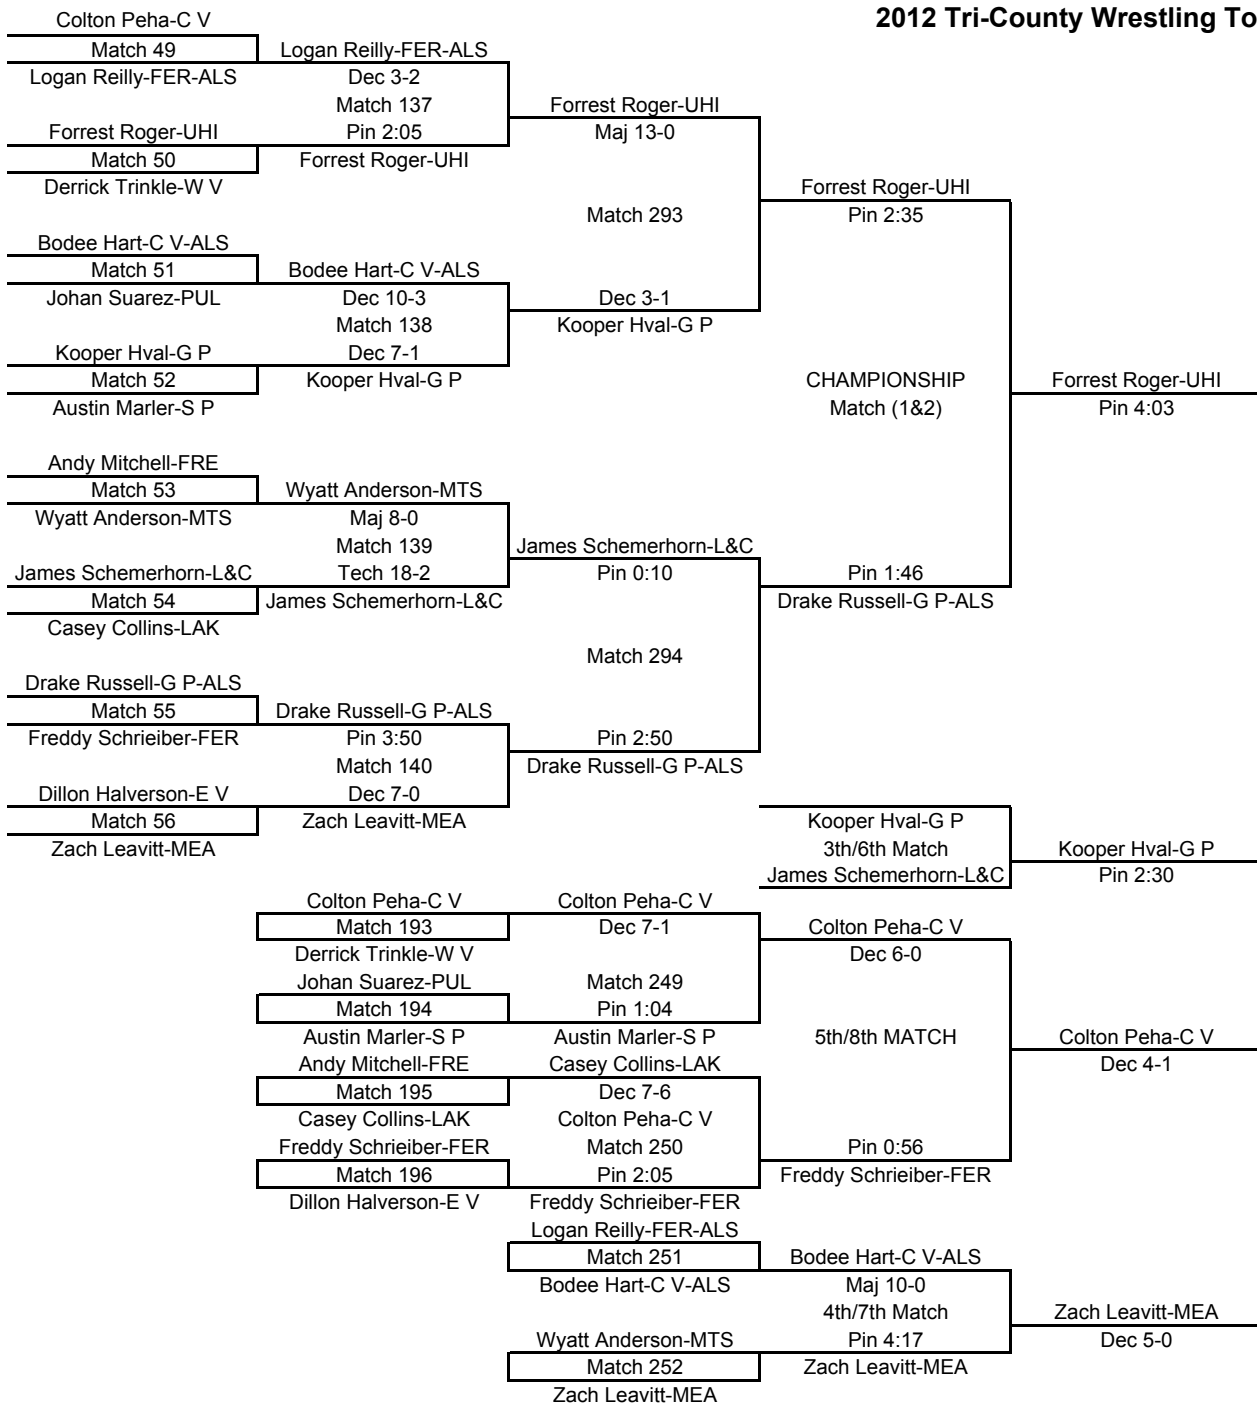 Colton Peha-C V
2012 Tri-County Wrestling To
Match 49
Logan Reilly-FER-ALS
Logan Reilly-FER-ALS
Dec 3-2
Match 137
Forrest Roger-UHI
Forrest Roger-UHI
Pin 2:05
Maj 13-0
Match 50
Forrest Roger-UHI
Derrick Trinkle-W V
Forrest Roger-UHI
Match 293
Pin 2:35
Bodee Hart-C V-ALS
Match 51
Bodee Hart-C V-ALS
Johan Suarez-PUL
Dec 10-3
Dec 3-1
Match 138
Kooper Hval-G P
Kooper Hval-G P
Dec 7-1
Match 52
Kooper Hval-G P
CHAMPIONSHIP
Forrest Roger-UHI
Austin Marler-S P
Match (1&2)
Pin 4:03
Andy Mitchell-FRE
Match 53
Wyatt Anderson-MTS
Wyatt Anderson-MTS
Maj 8-0
Match 139
James Schemerhorn-L&C
James Schemerhorn-L&C
Tech 18-2
Pin 0:10
Pin 1:46
Match 54
James Schemerhorn-L&C
Drake Russell-G P-ALS
Casey Collins-LAK
Match 294
Drake Russell-G P-ALS
Match 55
Drake Russell-G P-ALS
Freddy Schrieiber-FER
Pin 3:50
Pin 2:50
Match 140
Drake Russell-G P-ALS
Dillon Halverson-E V
Dec 7-0
Match 56
Zach Leavitt-MEA
Kooper Hval-G P
Zach Leavitt-MEA
3th/6th Match
Kooper Hval-G P
James Schemerhorn-L&C
Pin 2:30
Colton Peha-C V
Colton Peha-C V
Match 193
Dec 7-1
Colton Peha-C V
Derrick Trinkle-W V
Dec 6-0
Johan Suarez-PUL
Match 249
Match 194
Pin 1:04
Austin Marler-S P
Austin Marler-S P
5th/8th MATCH
Colton Peha-C V
Andy Mitchell-FRE
Casey Collins-LAK
Dec 4-1
Match 195
Dec 7-6
Casey Collins-LAK
Colton Peha-C V
Freddy Schrieiber-FER
Match 250
Pin 0:56
Match 196
Pin 2:05
Freddy Schrieiber-FER
Dillon Halverson-E V
Freddy Schrieiber-FER
Logan Reilly-FER-ALS
Match 251
Bodee Hart-C V-ALS
Bodee Hart-C V-ALS
Maj 10-0
4th/7th Match
Zach Leavitt-MEA
Wyatt Anderson-MTS
Pin 4:17
Dec 5-0
Match 252
Zach Leavitt-MEA
Zach Leavitt-MEA